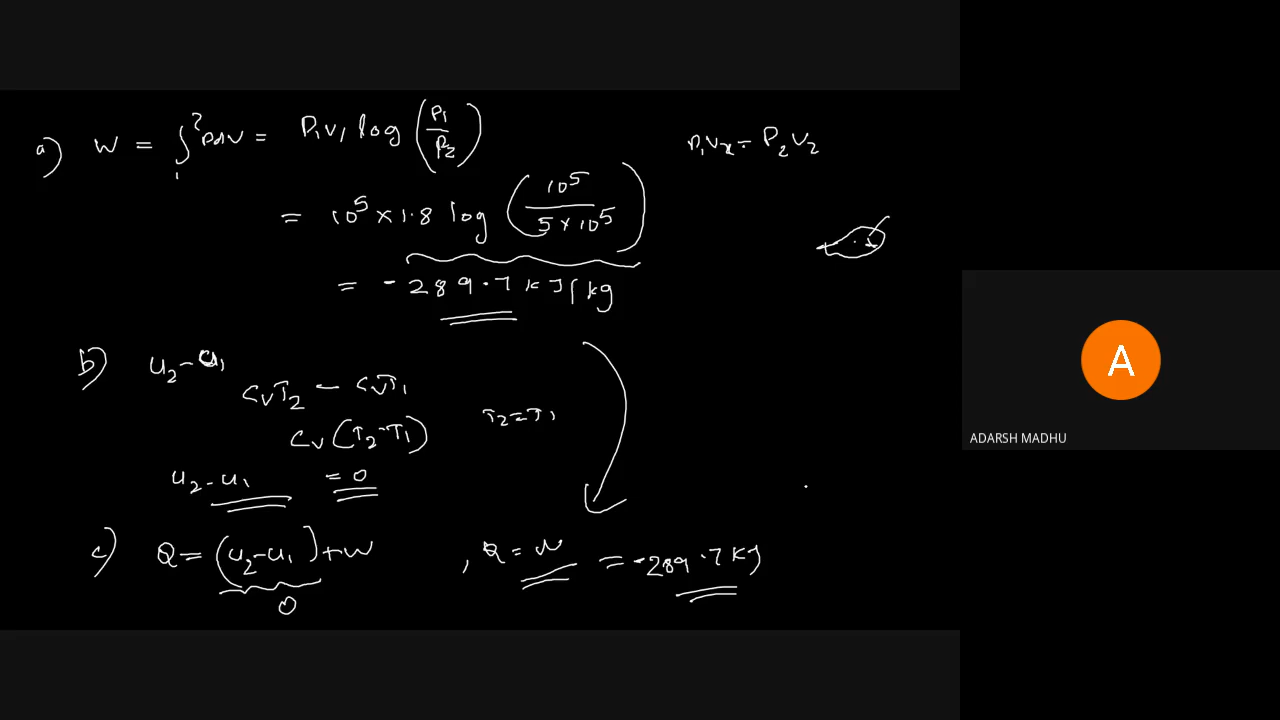 a) W = ∫₁² PdV = P₁V₁ log (P₁/P₂)
P₁V₁ = P₂V₂
= 10⁵ × 1.8 log (10⁵/5×10⁵)
= -289.7 kJ/kg
b) u₂-u₁
CᵥT₂ - CᵥT₁
Cᵥ(T₂-T₁) T₂=T₁
u₂-u₁ = 0
c) Q = (u₂-u₁)+W , Q = W = -289.7 kJ
0
A
ADARSH MADHU